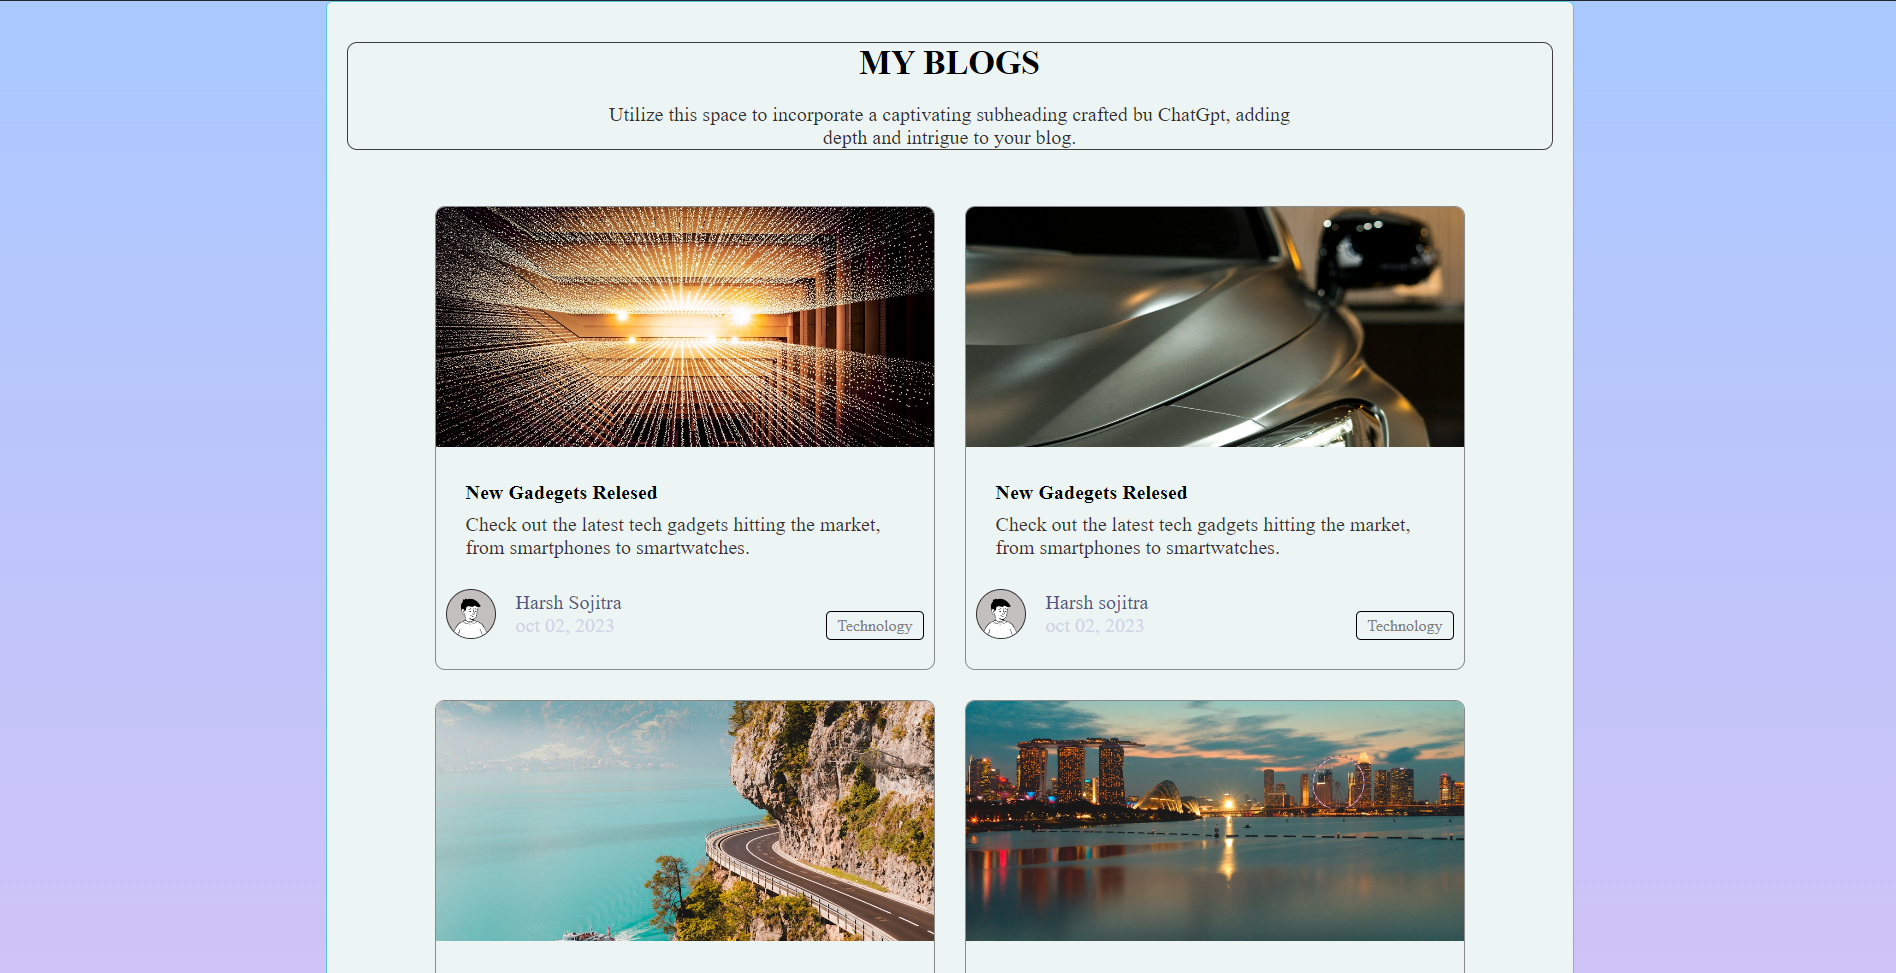 MY BLOGS
Utilize this space to incorporate a captivating subheading crafted bu ChatGpt, adding
depth and intrigue to your blog.
New Gadegets Relesed
Check out the latest tech gadgets hitting the market,
from smartphones to smartwatches.
Harsh Sojitra
oct 02, 2023
Technology
New Gadegets Relesed
Check out the latest tech gadgets hitting the market,
from smartphones to smartwatches.
Harsh sojitra
oct 02, 2023
Technology